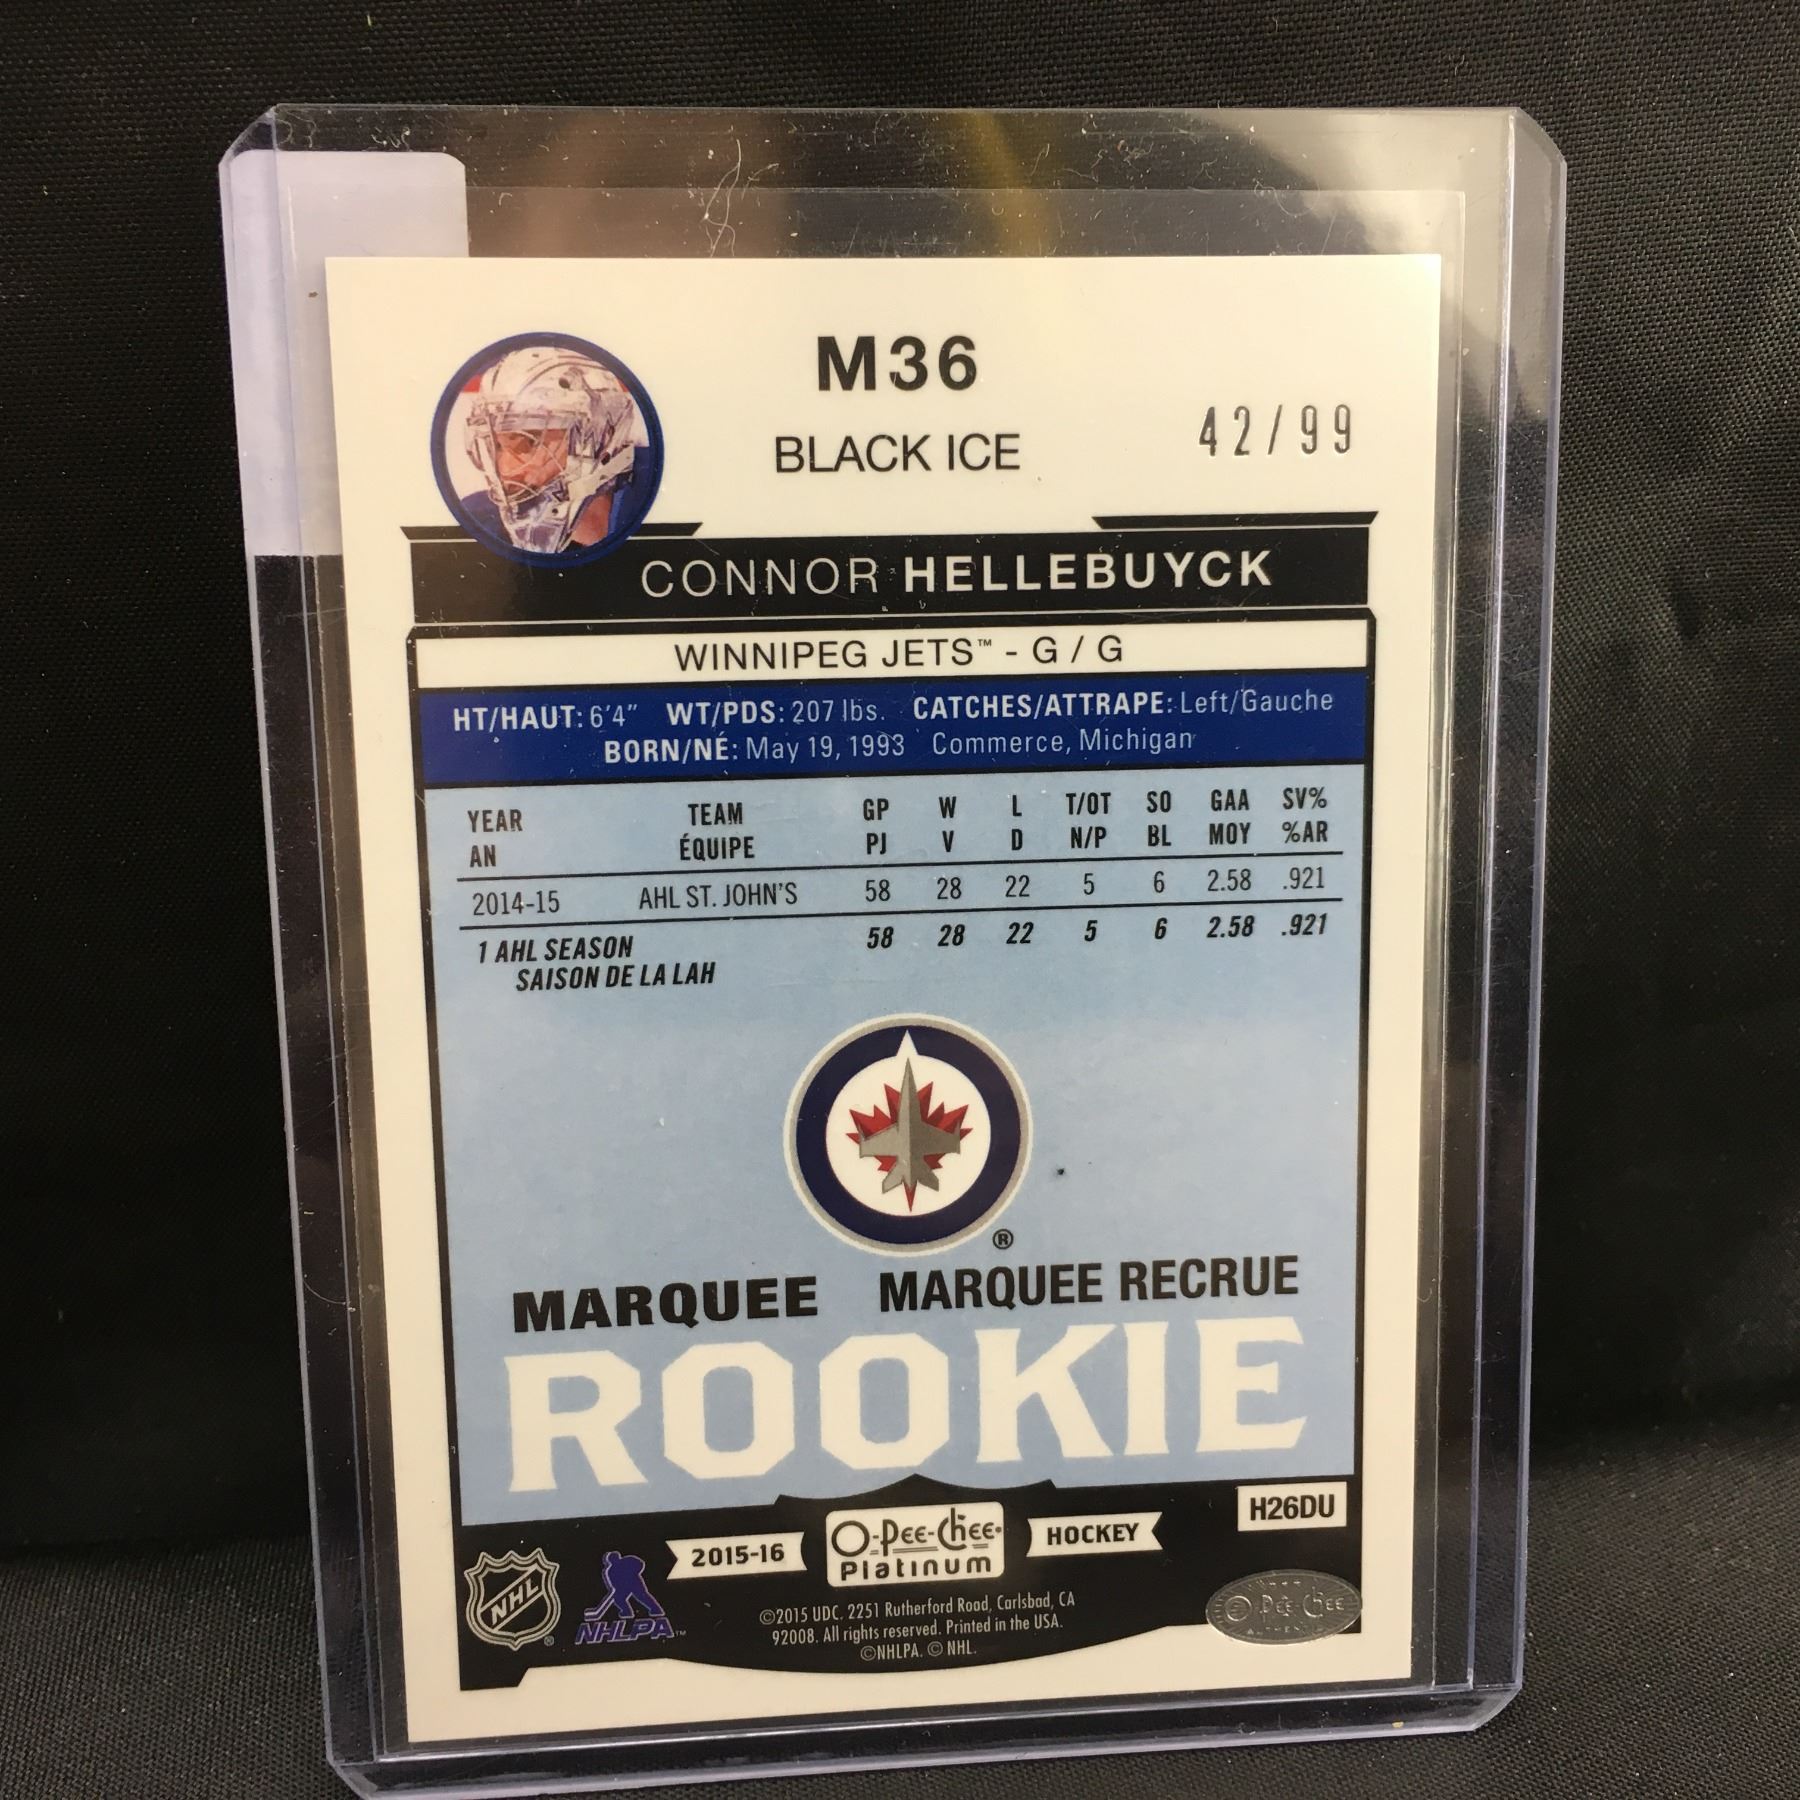 M36
BLACK ICE
42/99
CONNOR HELLEBUYCK
WINNIPEG JETS™ - G / G
HT/HAUT: 6'4" WT/PDS: 207 lbs. CATCHES/ATTRAPE: Left/Gauche
BORN/NÉ: May 19, 1993 Commerce, Michigan
YEAR TEAM GP W L T/OT SO GAA SV%
AN ÉQUIPE PJ V D N/P BL MOY %AR
2014-15 AHL ST. JOHN'S 58 28 22 5 6 2.58 .921
1 AHL SEASON 58 28 22 5 6 2.58 .921
SAISON DE LA LAH
®
MARQUEE MARQUEE RECRUE
ROOKIE
H26DU
2015-16 O-Pee-Chee HOCKEY
Platinum
NHL ®
NHLPA™
©2015 UDC. 2251 Rutherford Road, Carlsbad, CA
92008. All rights reserved. Printed in the USA.
©NHLPA. © NHL.
O-Pee-Chee
AUTHENTIC